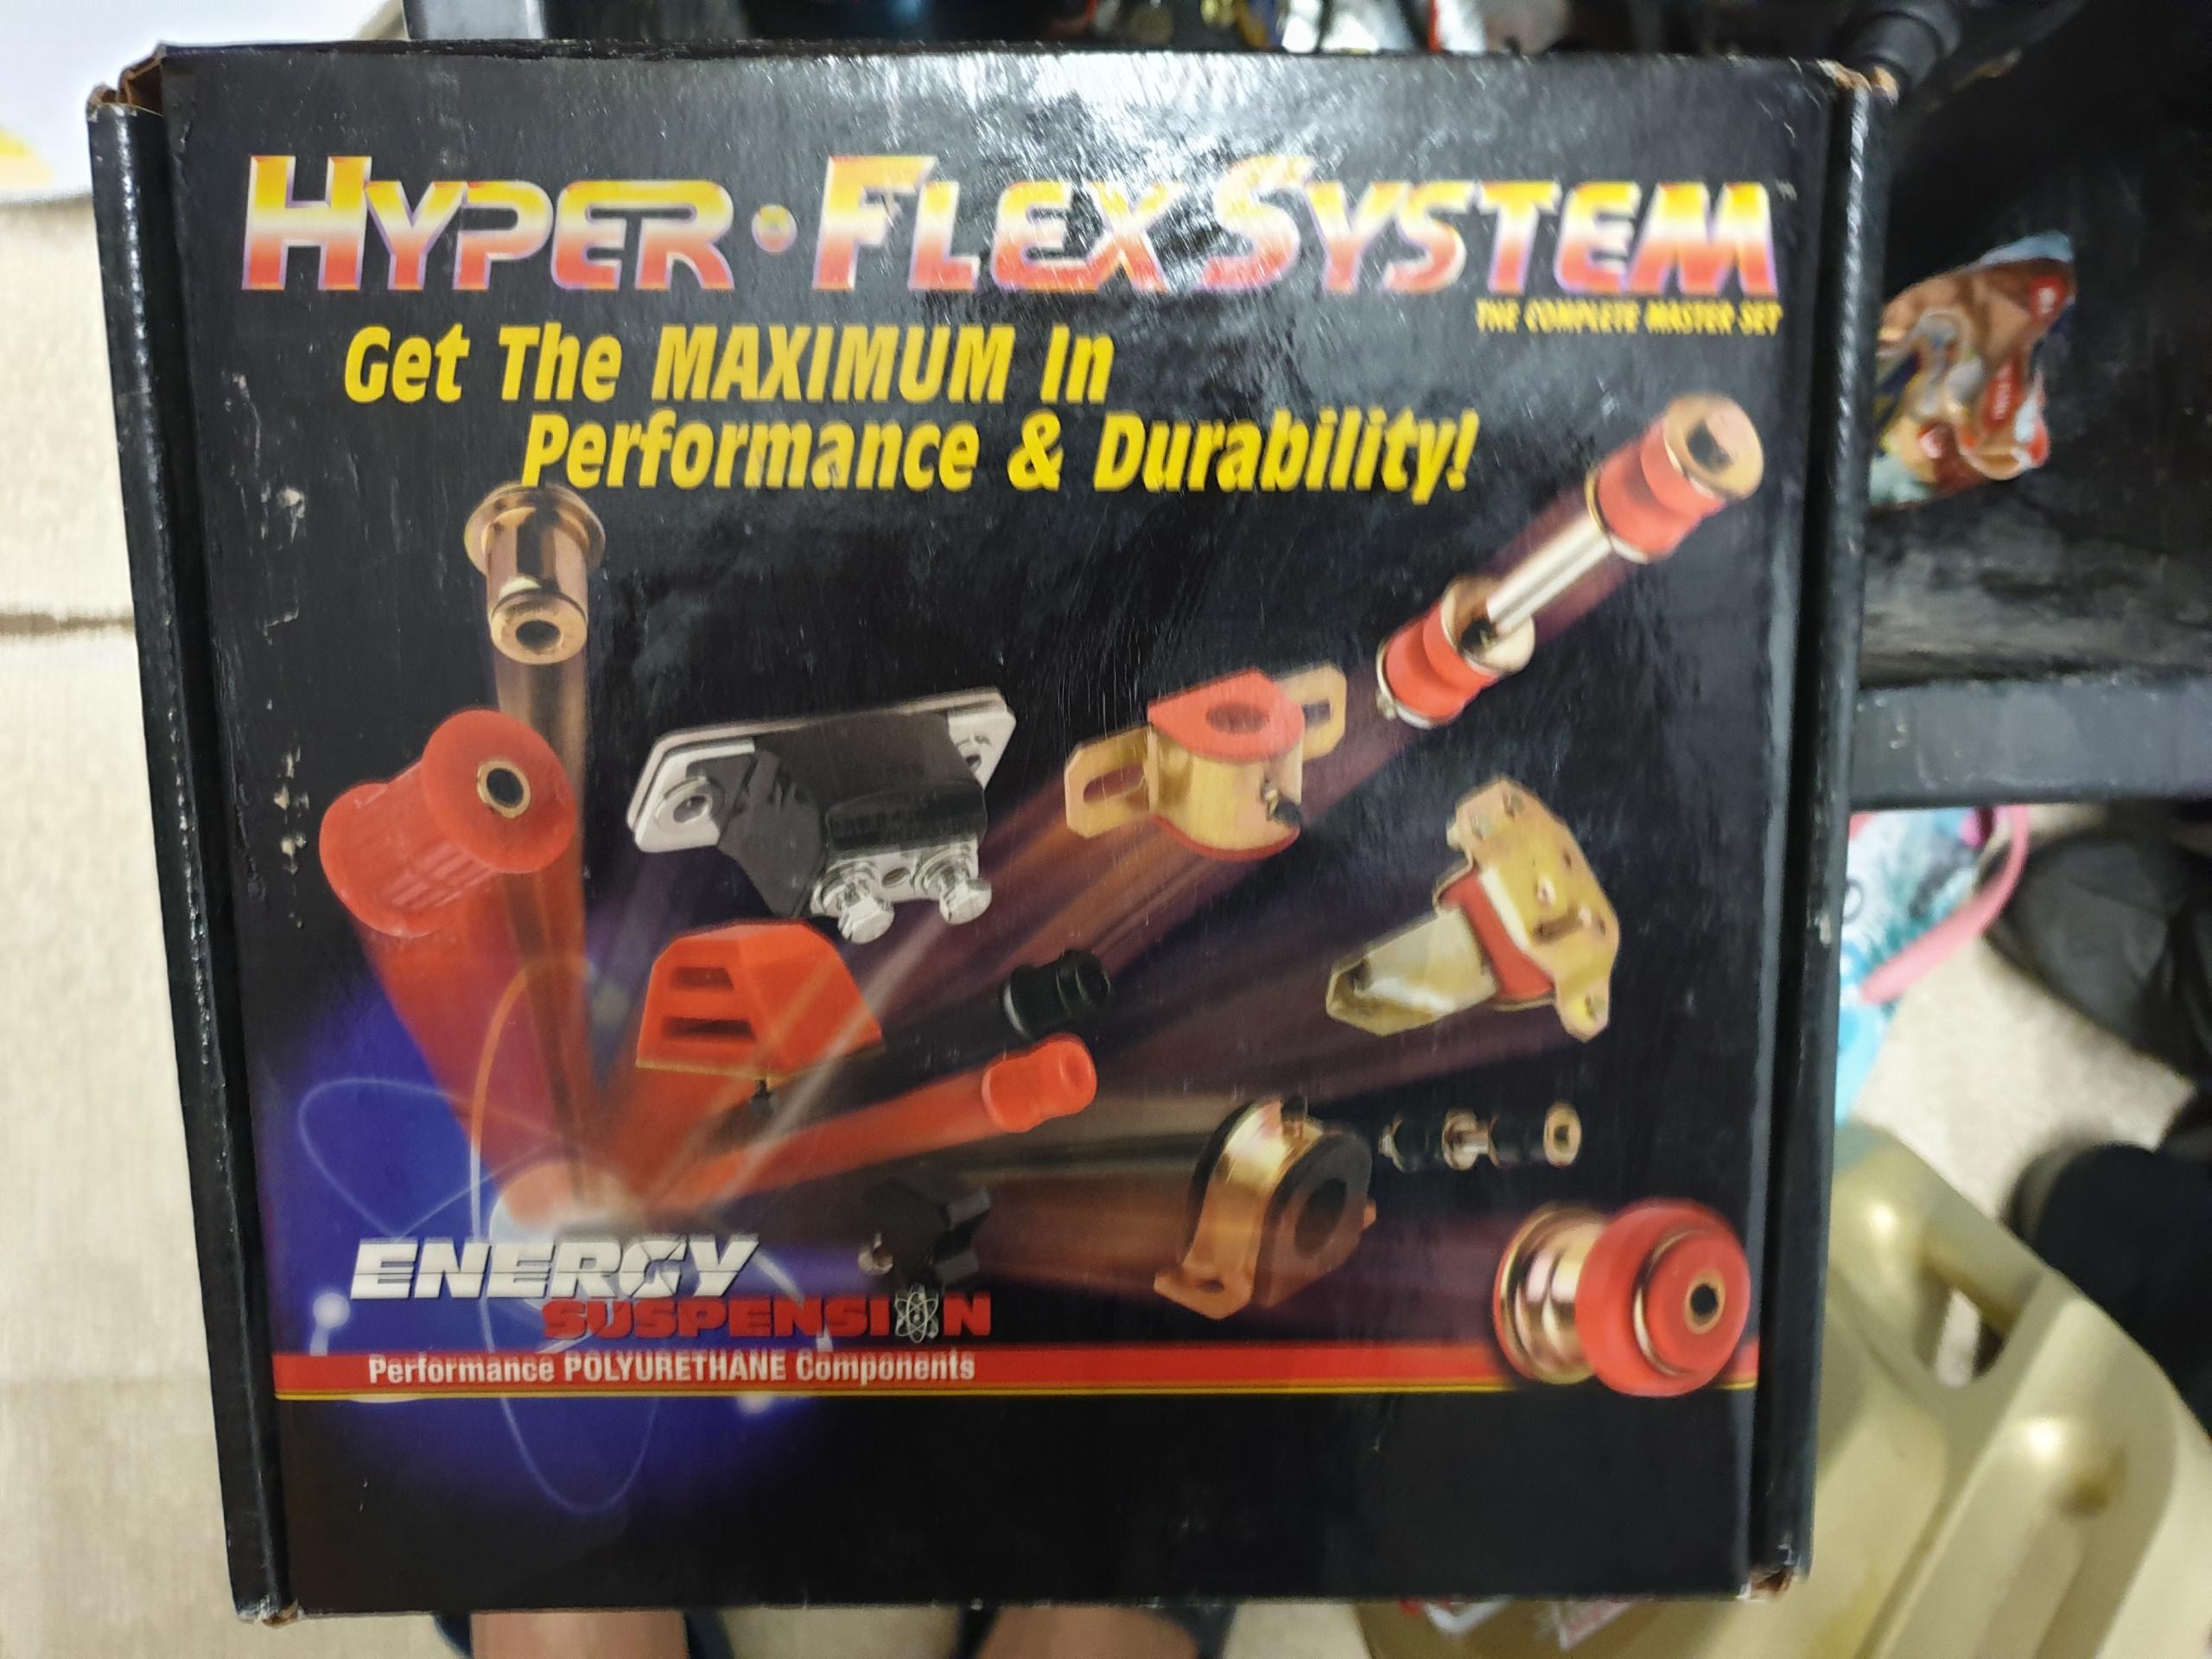 HYPER•FLEX SYSTEM
THE COMPLETE MASTER SET
Get The MAXIMUM In
Performance & Durability!
ENERGY
SUSPENSION
Performance POLYURETHANE Components